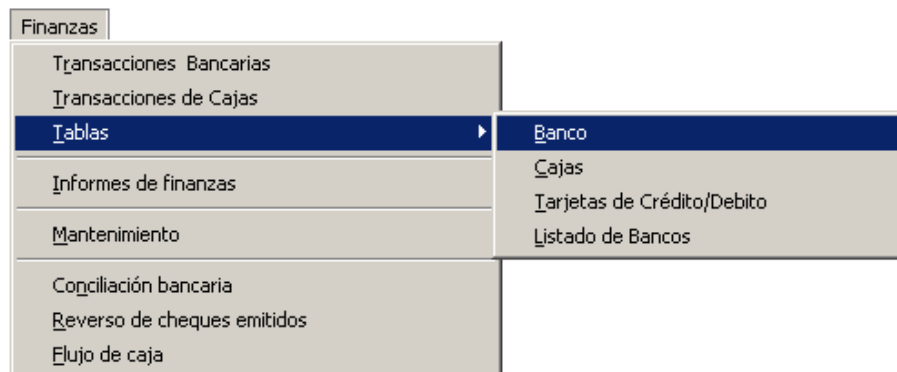 Finanzas
Transacciones Bancarias
Transacciones de Cajas
Tablas
Banco
Cajas
Tarjetas de Crédito/Debito
Listado de Bancos
Informes de finanzas
Mantenimiento
Conciliación bancaria
Reverso de cheques emitidos
Flujo de caja